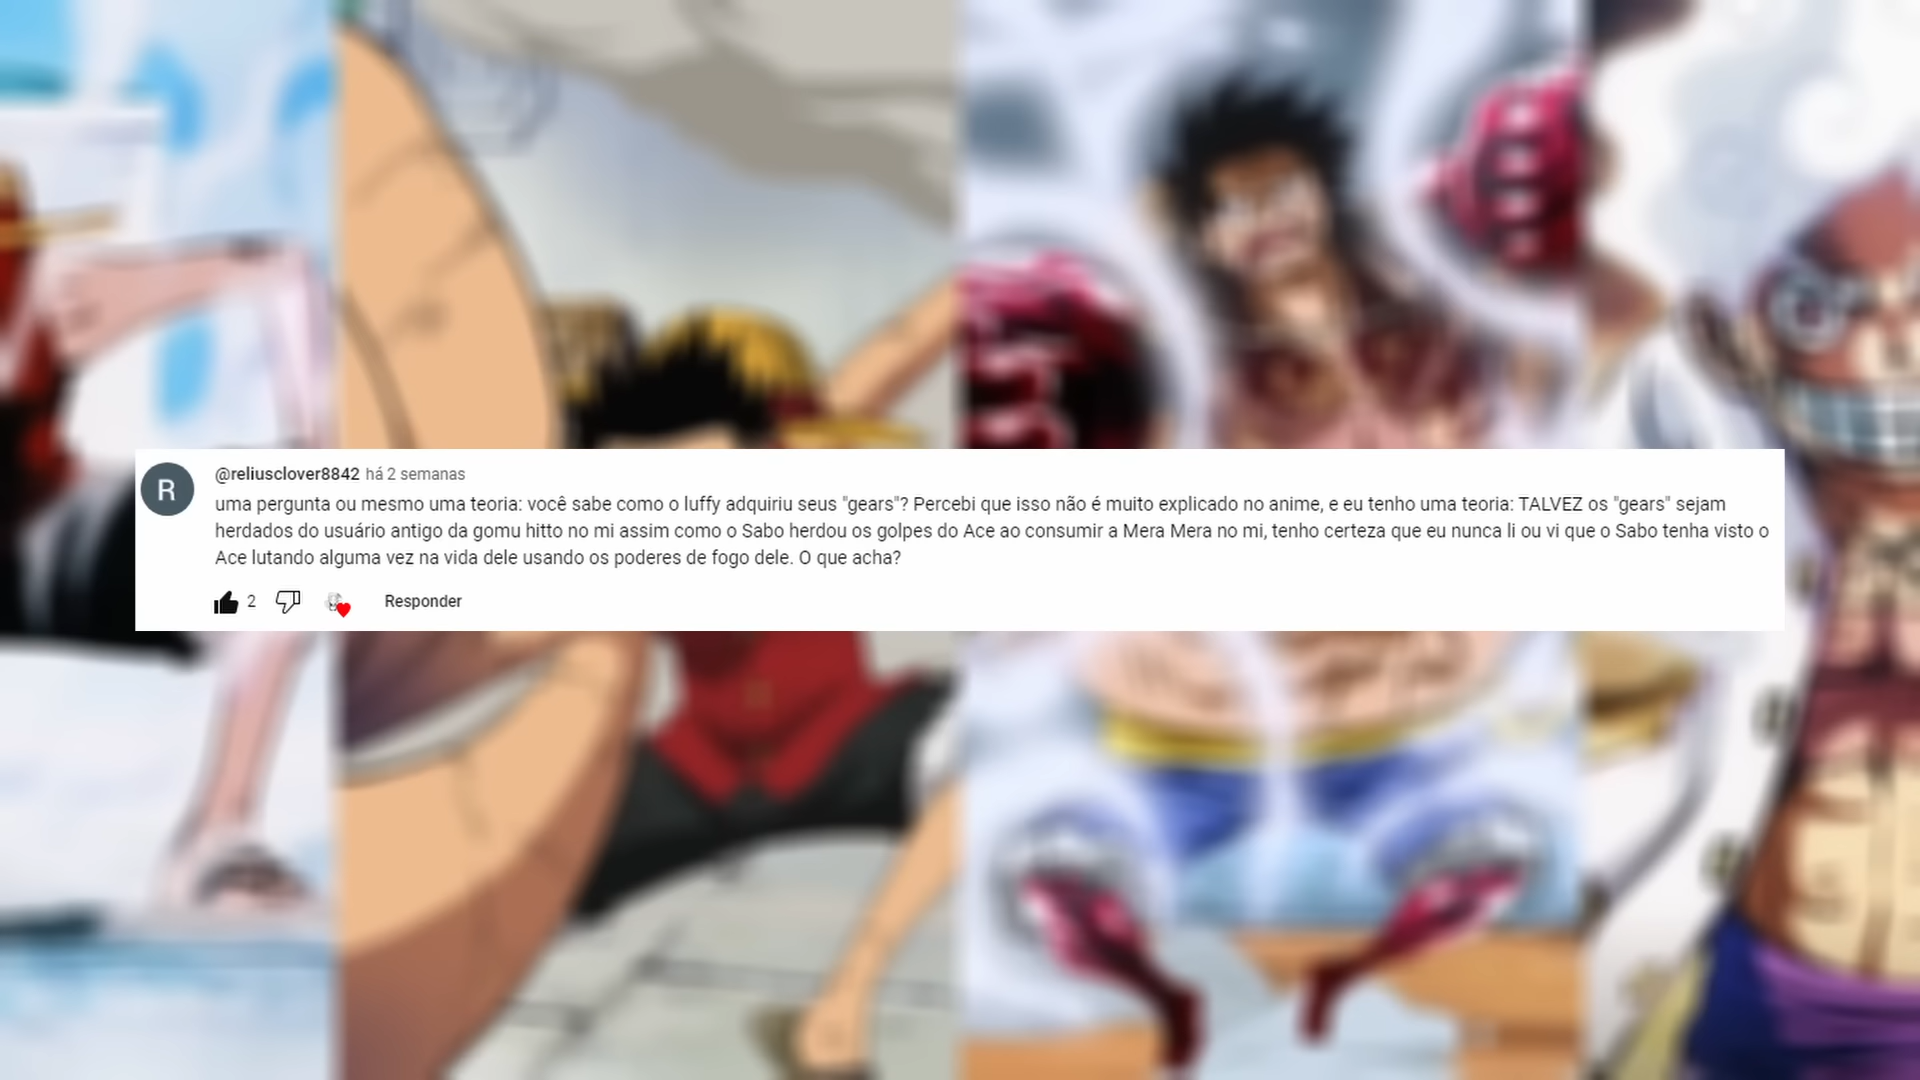 R
@reliusclover8842 há 2 semanas
uma pergunta ou mesmo uma teoria: você sabe como o luffy adquiriu seus "gears"? Percebi que isso não é muito explicado no anime, e eu tenho uma teoria: TALVEZ os "gears" sejam
herdados do usuário antigo da gomu hitto no mi assim como o Sabo herdou os golpes do Ace ao consumir a Mera Mera no mi, tenho certeza que eu nunca li ou vi que o Sabo tenha visto o
Ace lutando alguma vez na vida dele usando os poderes de fogo dele. O que acha?
2 Responder